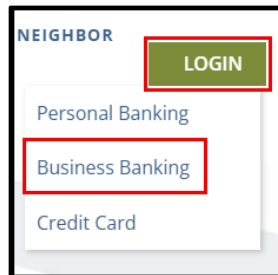 NEIGHBOR
LOGIN
Personal Banking
Business Banking
Credit Card